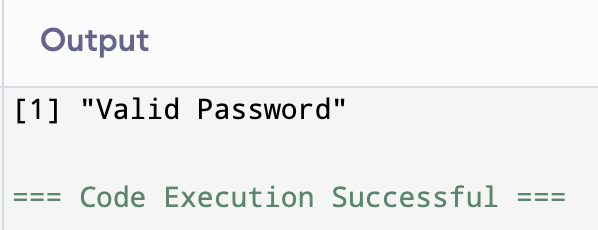 Output
[1] "Valid Password"
=== Code Execution Successful ===